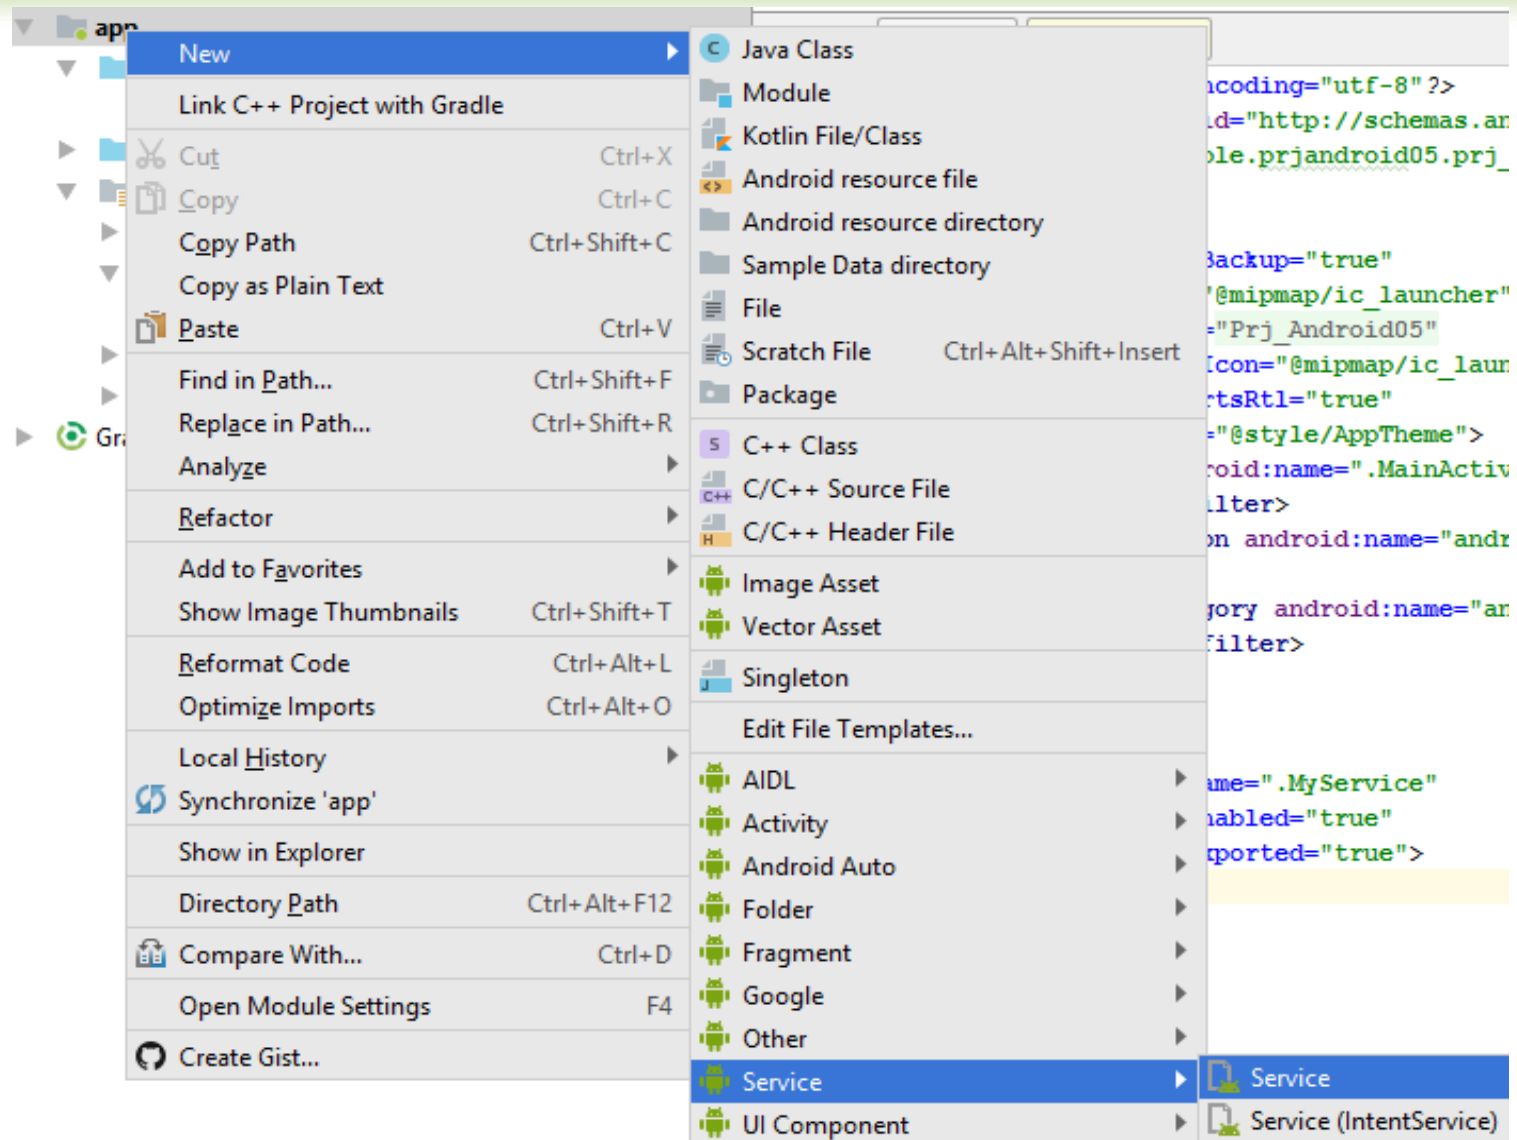 app
New
Link C++ Project with Gradle
Cut Ctrl+X
Copy Ctrl+C
Copy Path Ctrl+Shift+C
Copy as Plain Text
Paste Ctrl+V
Find in Path... Ctrl+Shift+F
Replace in Path... Ctrl+Shift+R
Analyze
Refactor
Add to Favorites
Show Image Thumbnails Ctrl+Shift+T
Reformat Code Ctrl+Alt+L
Optimize Imports Ctrl+Alt+O
Local History
Synchronize 'app'
Show in Explorer
Directory Path Ctrl+Alt+F12
Compare With... Ctrl+D
Open Module Settings F4
Create Gist...
Gra
Java Class
Module
Kotlin File/Class
Android resource file
Android resource directory
Sample Data directory
File
Scratch File Ctrl+Alt+Shift+Insert
Package
C++ Class
C/C++ Source File
C/C++ Header File
Image Asset
Vector Asset
Singleton
Edit File Templates...
AIDL
Activity
Android Auto
Folder
Fragment
Google
Other
Service
UI Component
Service
Service (IntentService)
ncoding="utf-8"?>
id="http://schemas.an
ple.prjandroid05.prj_
Backup="true"
"@mipmap/ic_launcher"
="Prj_Android05"
Icon="@mipmap/ic_laun
rtsRtl="true"
="@style/AppTheme">
roid:name=".MainActiv
ilter>
on android:name="andr
gory android:name="an
filter>
ame=".MyService"
nabled="true"
xported="true">